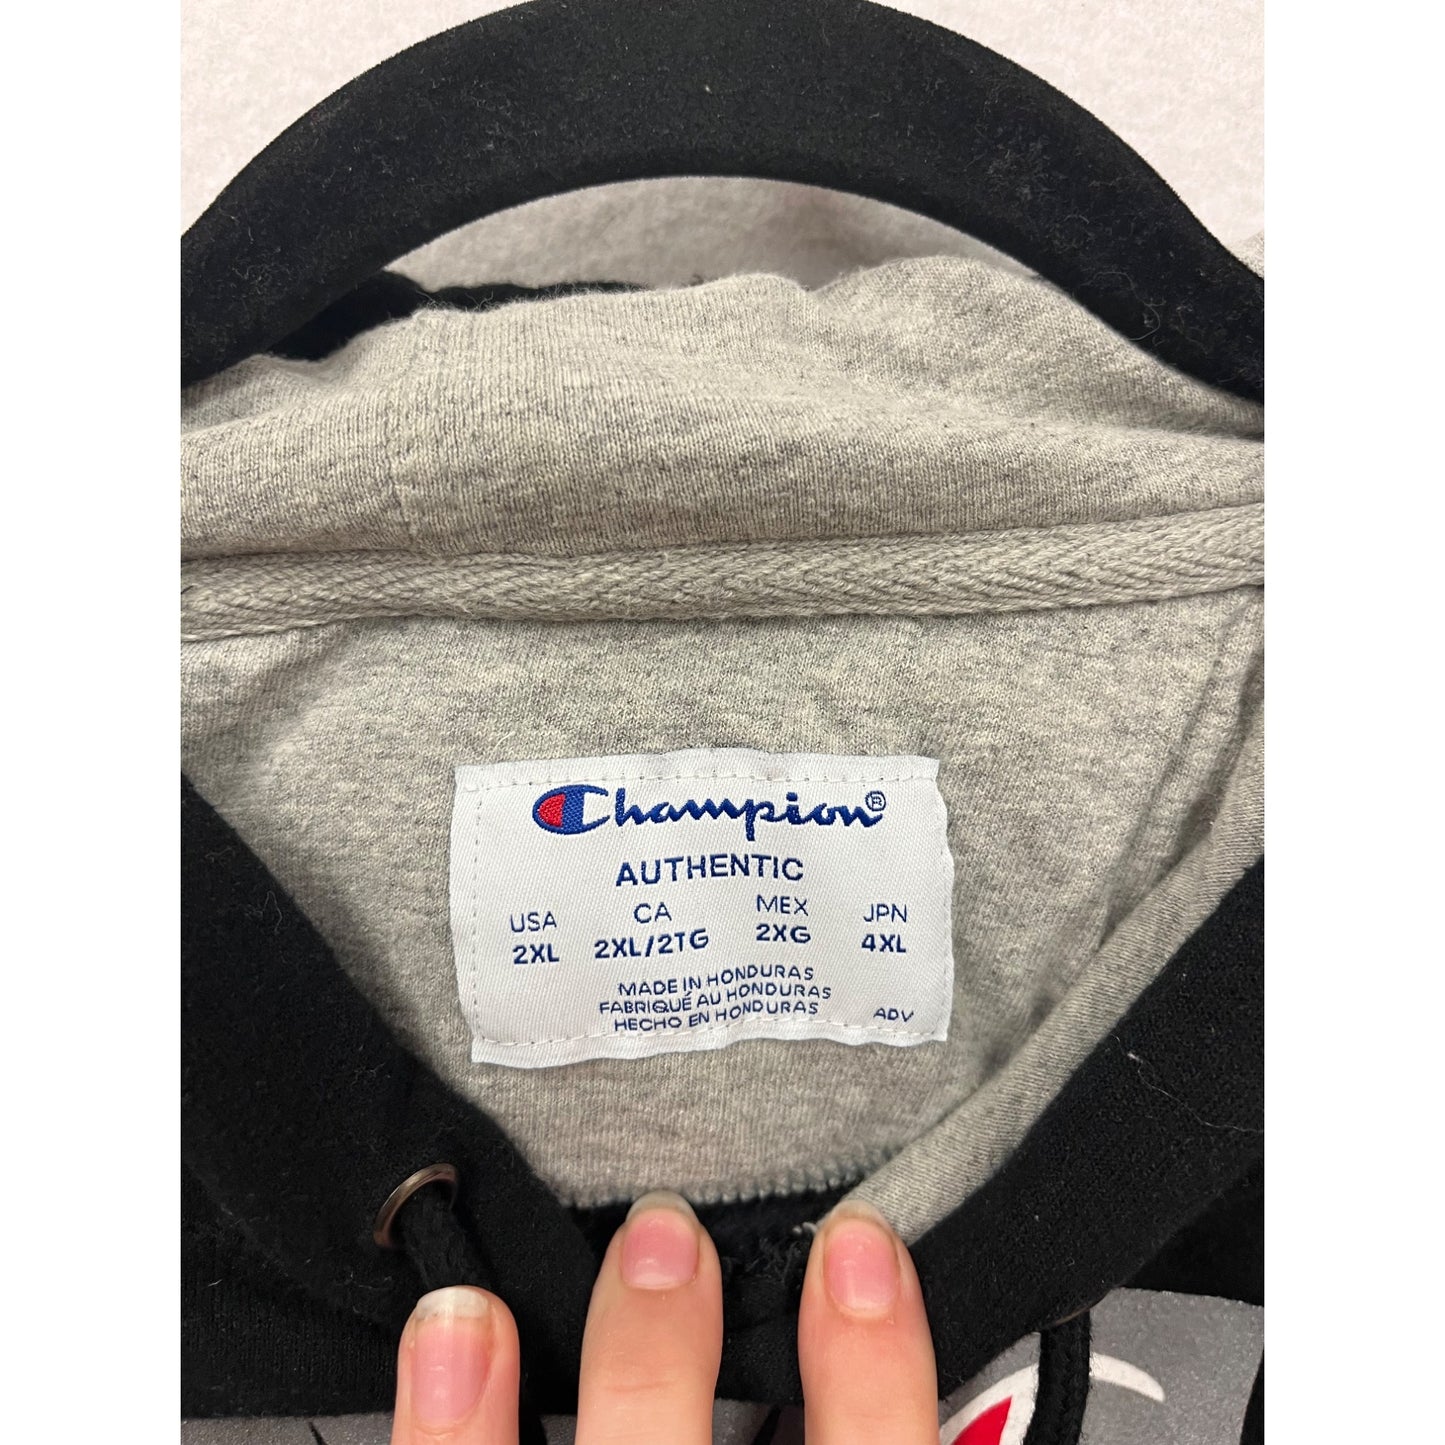 Champion®
AUTHENTIC
USA CA MEX JPN
2XL 2XL/2TG 2XG 4XL
MADE IN HONDURAS
FABRIQUÉ AU HONDURAS
HECHO EN HONDURAS ADV